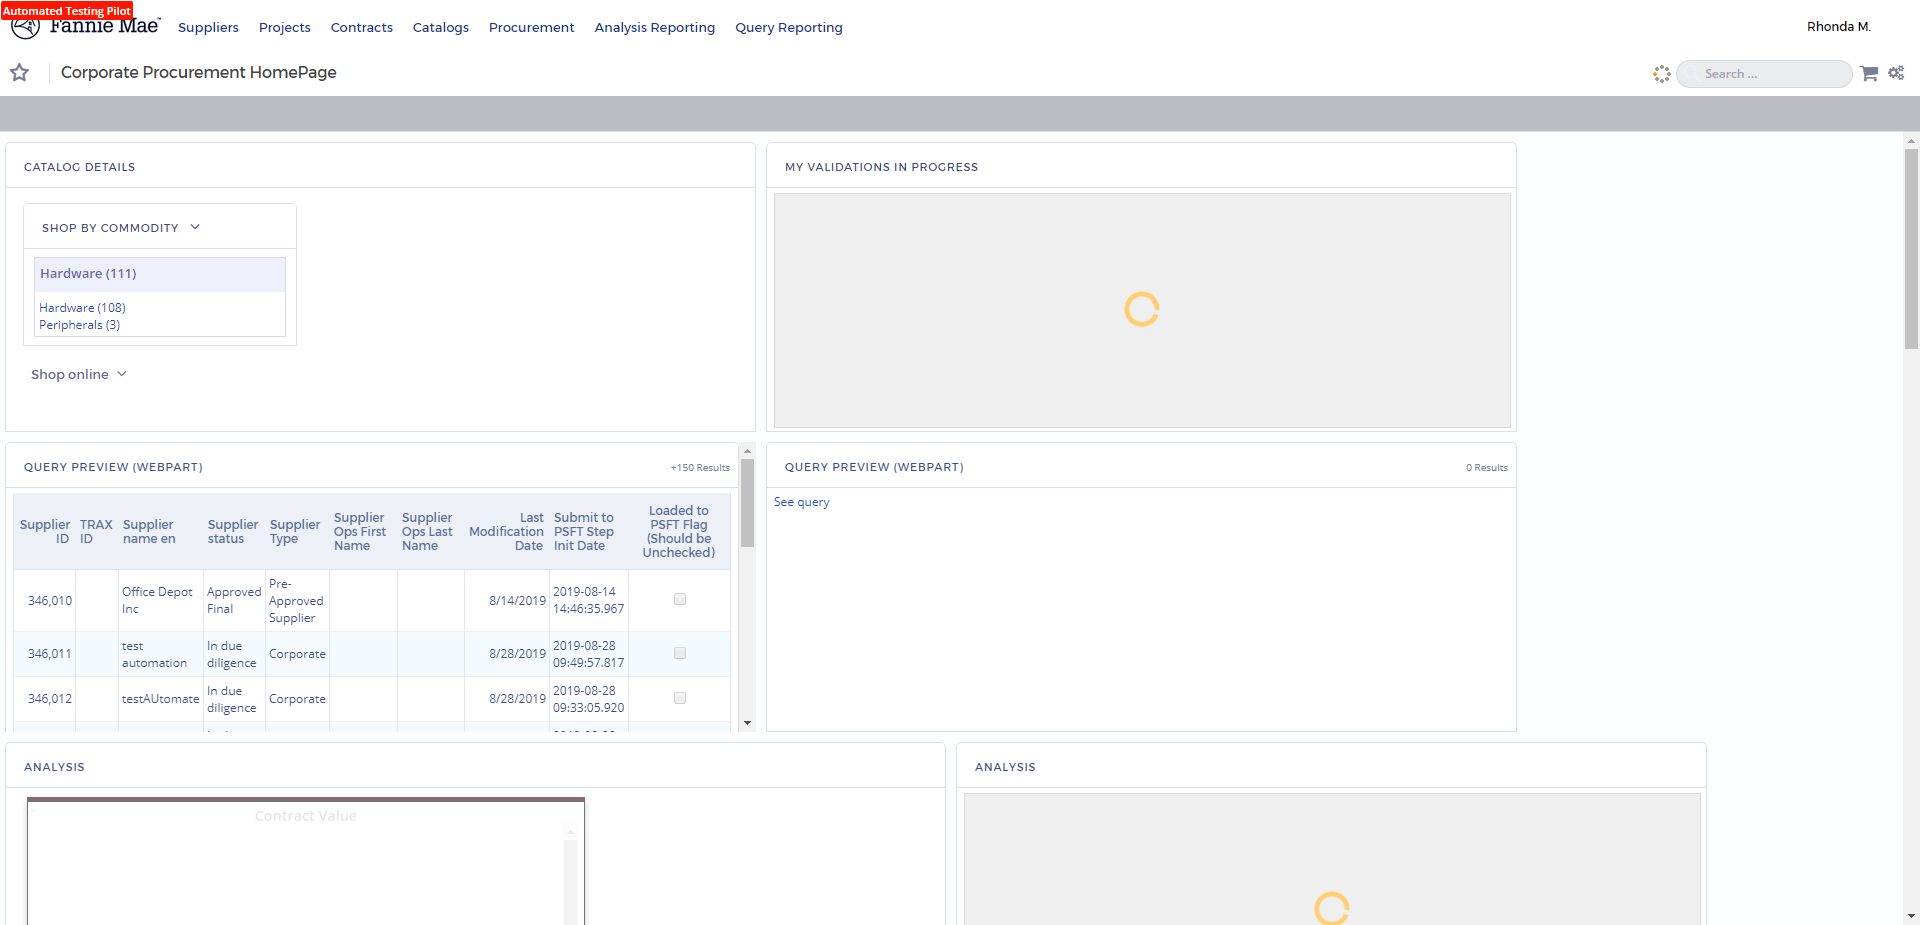 Automated Testing Pilot
Fannie Mae
Suppliers Projects Contracts Catalogs Procurement Analysis Reporting Query Reporting
Rhonda M.
Corporate Procurement HomePage
Search ...
CATALOG DETAILS
SHOP BY COMMODITY
Hardware (111)
Hardware (108)
Peripherals (3)
Shop online
MY VALIDATIONS IN PROGRESS
QUERY PREVIEW (WEBPART)
+150 Results
Supplier ID TRAX ID Supplier name en Supplier status Supplier Type Supplier Ops First Name Supplier Ops Last Name Last Modification Date Submit to PSFT Step Init Date Loaded to PSFT Flag (Should be Unchecked)
346,010 Office Depot Inc Approved Final Pre-Approved Supplier 8/14/2019 2019-08-14 14:46:35.967
346,011 test automation In due diligence Corporate 8/28/2019 2019-08-28 09:49:57.817
346,012 testAUtomate In due diligence Corporate 8/28/2019 2019-08-28 09:33:05.920
QUERY PREVIEW (WEBPART)
0 Results
See query
ANALYSIS
Contract Value
ANALYSIS